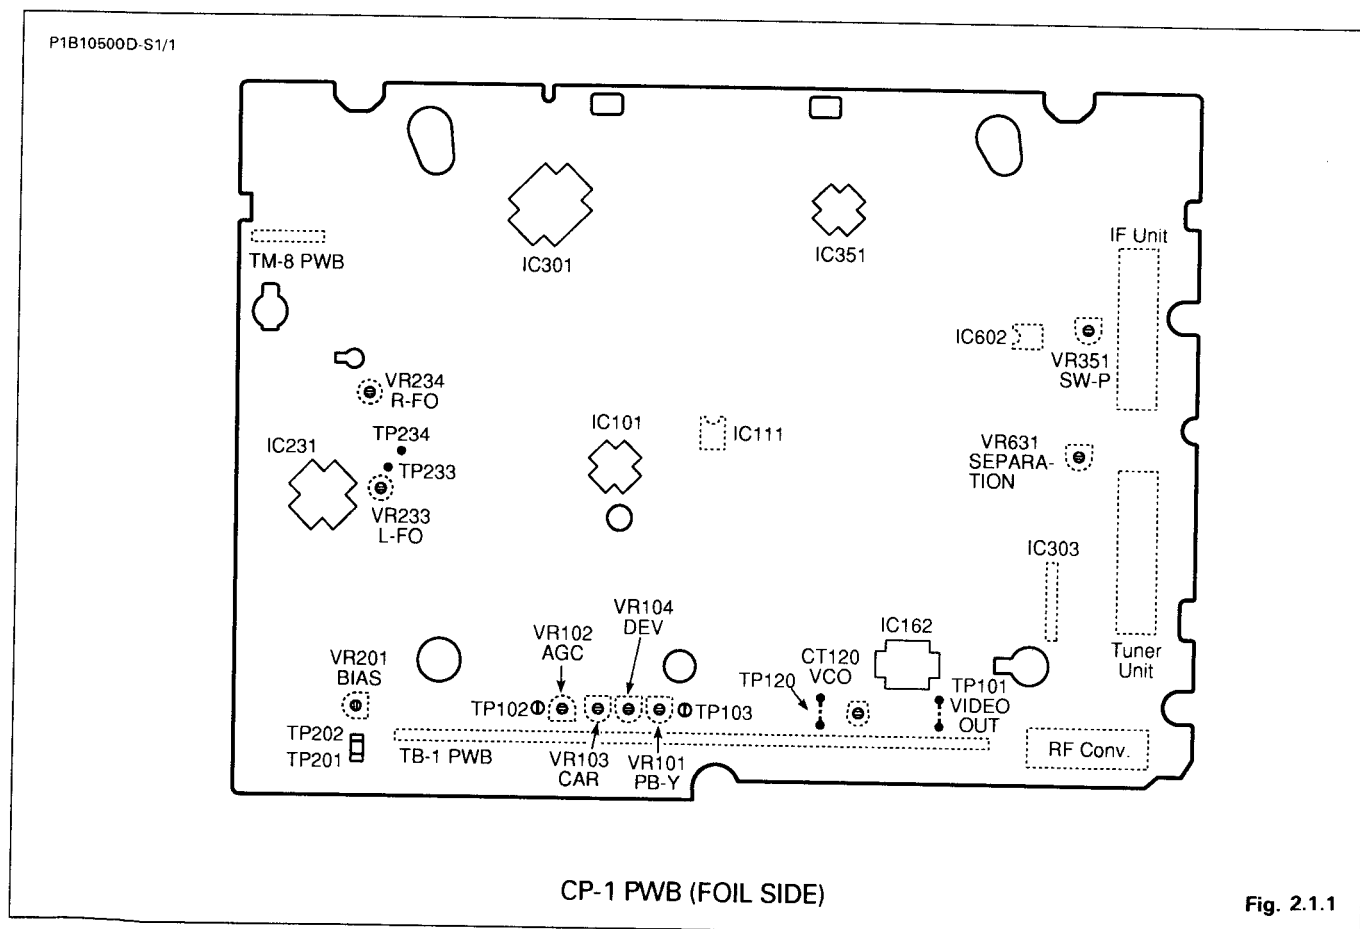 P1B10500D-S1/1
IF Unit
TM-8 PWB
IC301
IC351
IC602
VR351
SW-P
VR234
R-FO
IC101
IC111
TP234
IC231
TP233
VR631
SEPARA-
TION
VR233
L-FO
IC303
VR104
DEV
IC162
VR102
AGC
CT120
VCO
Tuner
Unit
VR201
BIAS
TP120
TP101
VIDEO
OUT
TP102
TP103
TP202
TP201
TB-1 PWB
VR103
CAR
VR101
PB-Y
RF Conv.
CP-1 PWB (FOIL SIDE)
Fig. 2.1.1